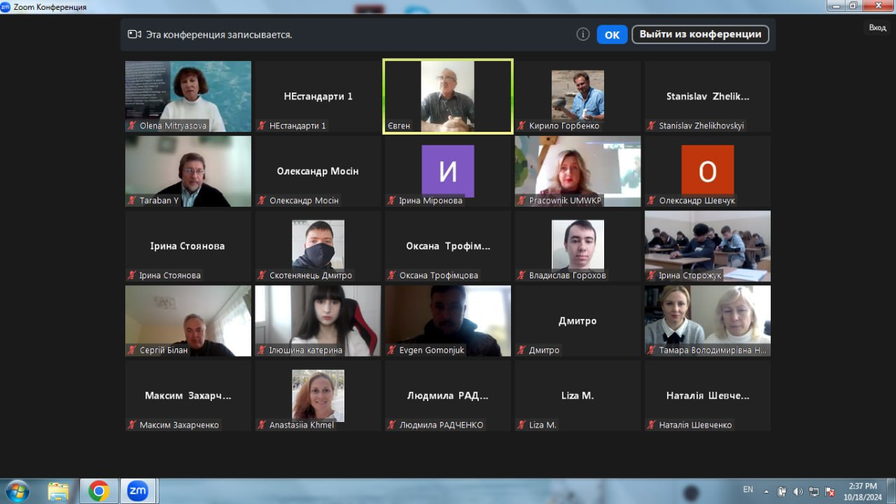 Zoom Конференция
Эта конференция записывается.
OK
Выйти из конференции
Вход
Olena Mitryasova
НЕстандарти 1
НЕстандарти 1
Євген
Кирило Горбенко
Stanislav Zhelik...
Stanislav Zhelikhovskyi
Taraban Y
Олександр Мосін
Олександр Мосін
И
Ірина Міронова
Pracownik UMWKP
О
Олександр Шевчук
Ірина Стоянова
Ірина Стоянова
Скотенянець Дмитро
Оксана Трофім...
Оксана Трофімцова
Владислав Горохов
Ірина Сторожук
Сергій Білан
Ілюшина катерина
Evgen Gomonjuk
Дмитро
Дмитро
Тамара Володимирівна Н...
Максим Захарч...
Максим Захарченко
Anastasiia Khmel
Людмила РАД...
Людмила РАДЧЕНКО
Liza M.
Liza M.
Наталія Шевче...
Наталія Шевченко
zm
EN
2:37 PM
10/18/2024